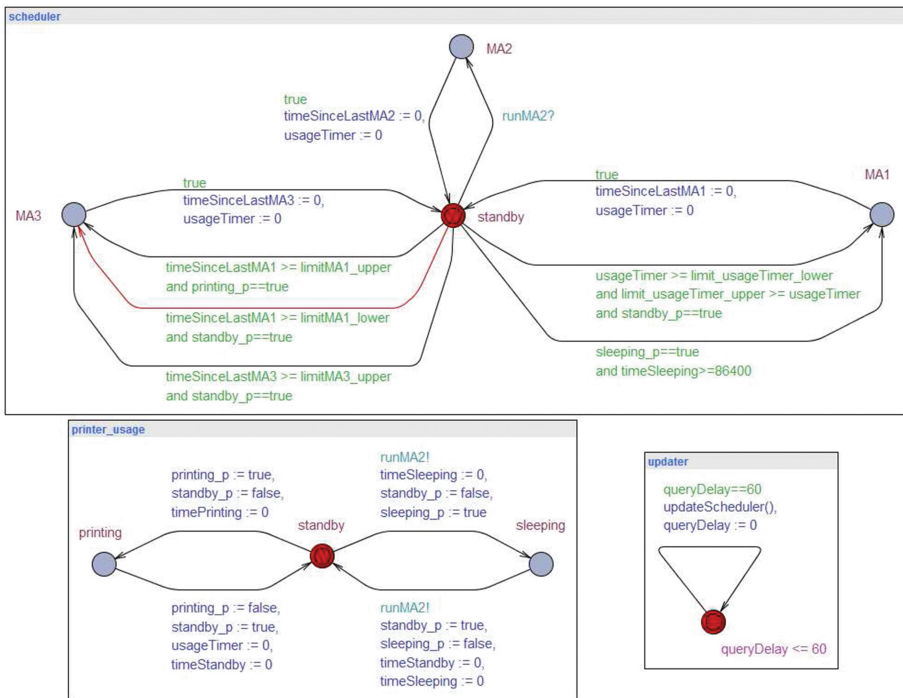 scheduler
MA2
true
timeSinceLastMA2 := 0,
usageTimer := 0
runMA2?
true
timeSinceLastMA3 := 0,
usageTimer := 0
MA3
true
timeSinceLastMA1 := 0,
usageTimer := 0
MA1
standby
timeSinceLastMA1 >= limitMA1_upper
and printing_p==true
timeSinceLastMA1 >= limitMA1_lower
and standby_p==true
timeSinceLastMA3 >= limitMA3_upper
and standby_p==true
usageTimer >= limit_usageTimer_lower
and limit_usageTimer_upper >= usageTimer
and standby_p==true
sleeping_p==true
and timeSleeping>=86400
printer_usage
printing_p := true,
standby_p := false,
timePrinting := 0
runMA2!
timeSleeping := 0,
standby_p := false,
sleeping_p := true
printing
standby
sleeping
printing_p := false,
standby_p := true,
usageTimer := 0,
timeStandby := 0
runMA2!
standby_p := true,
sleeping_p := false,
timeStandby := 0,
timeSleeping := 0
updater
queryDelay==60
updateScheduler(),
queryDelay := 0
queryDelay <= 60